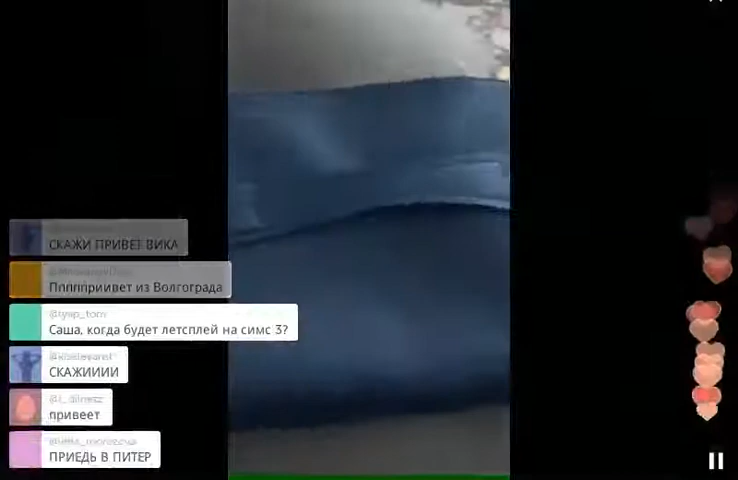 СКАЖИ ПРИВЕТ ВИКА
Пппппривет из Волгограда
Саша, когда будет летсплей на симс 3?
СКАЖИИИИ
привеет
ПРИЕДЬ В ПИТЕР